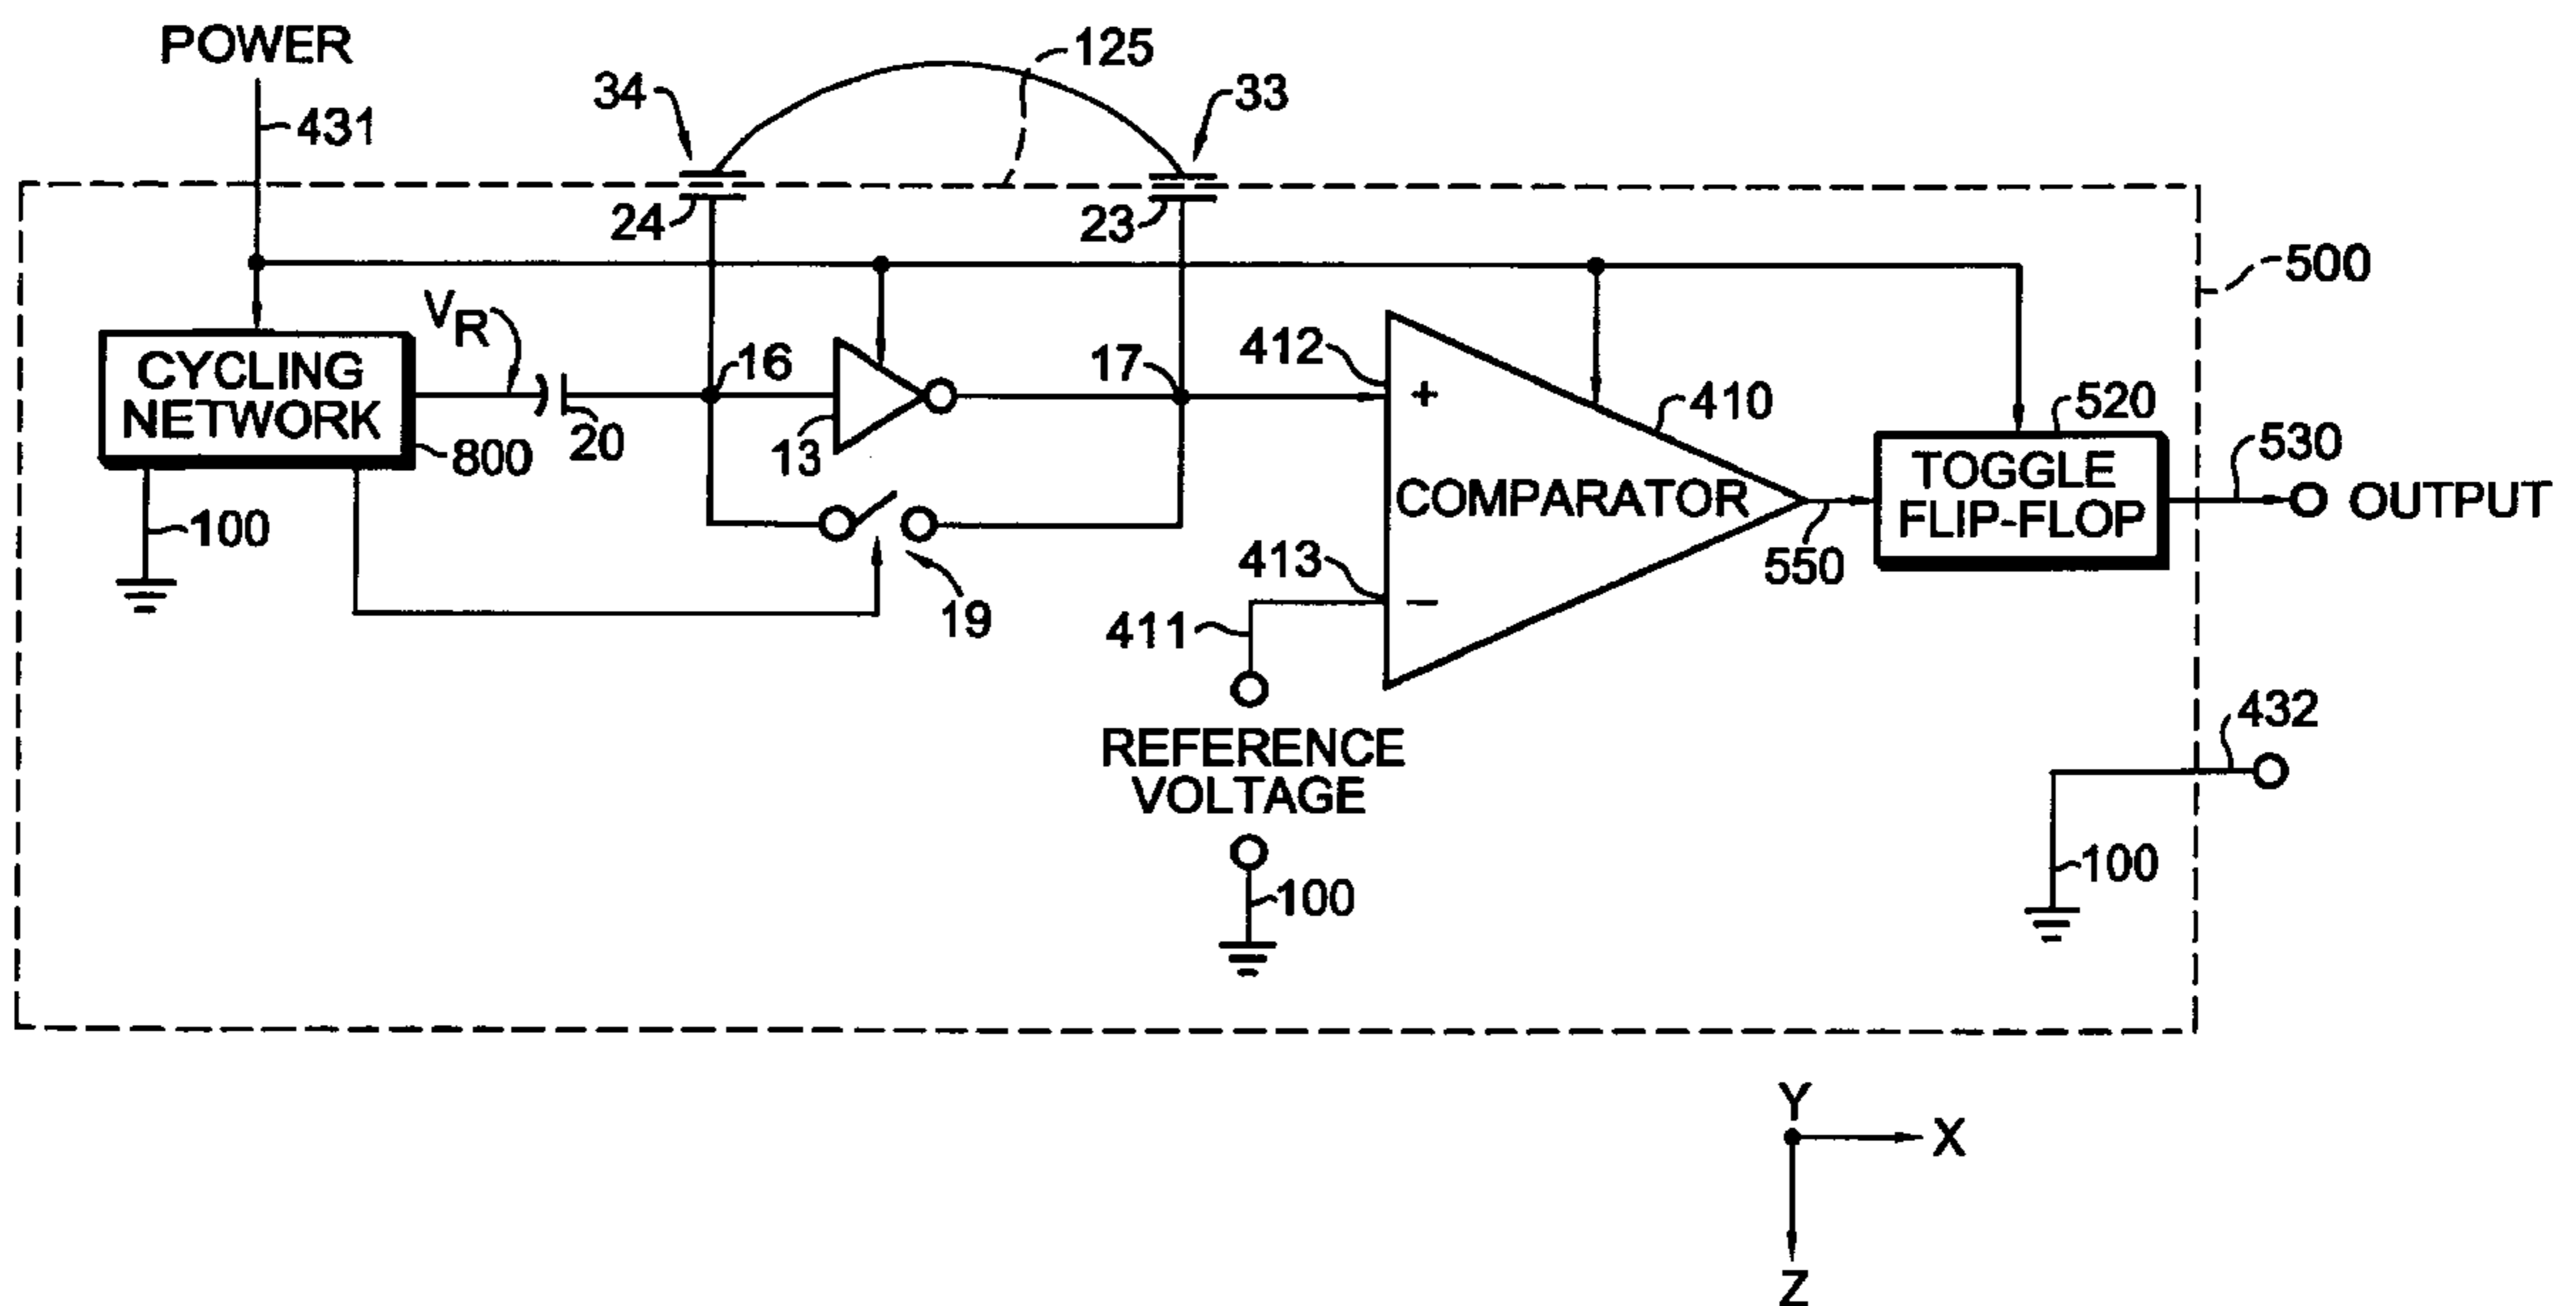 POWER
125
34
33
431
24
23
500
VR
412
16
17
CYCLING
NETWORK
410
520
530
800
20
13
+
COMPARATOR
TOGGLE
FLIP-FLOP
OUTPUT
100
413
550
19
411
−
432
REFERENCE
VOLTAGE
100
100
Y
X
Z